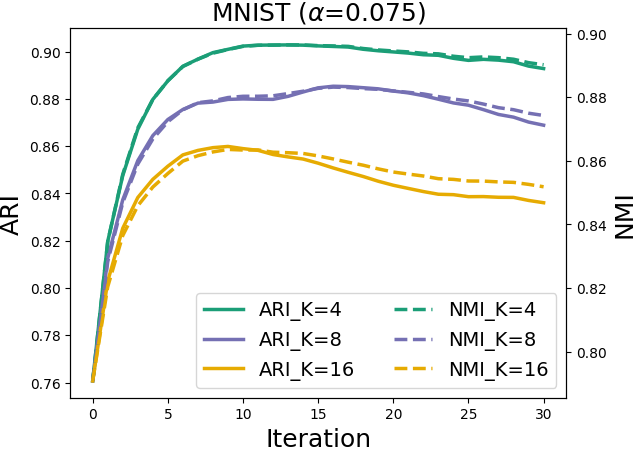 MNIST (α=0.075)
ARI
0.90
0.88
0.86
0.84
0.82
0.80
0.78
0.76
NMI
0.90
0.88
0.86
0.84
0.82
0.80
ARI_K=4 NMI_K=4
ARI_K=8 NMI_K=8
ARI_K=16 NMI_K=16
0 5 10 15 20 25 30
Iteration